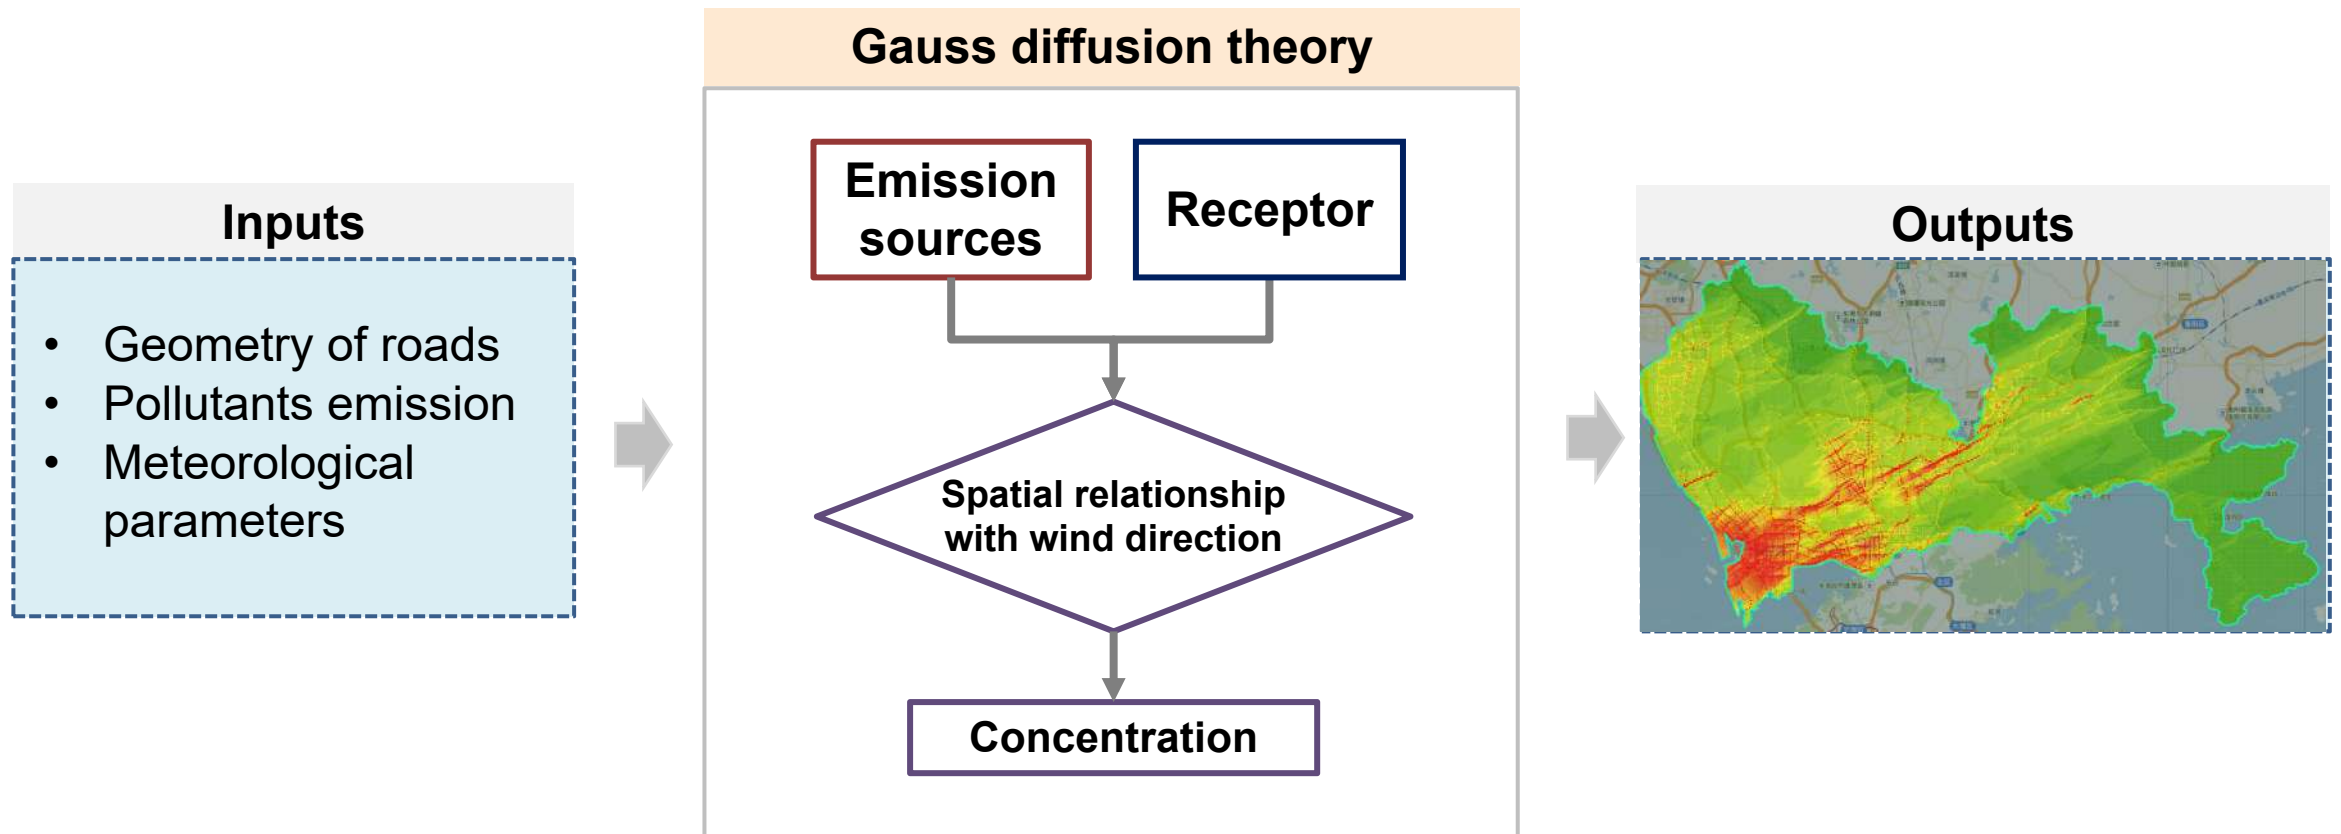 Gauss diffusion theory
Inputs
• Geometry of roads
• Pollutants emission
• Meteorological
parameters
Emission
sources
Receptor
Spatial relationship
with wind direction
Concentration
Outputs